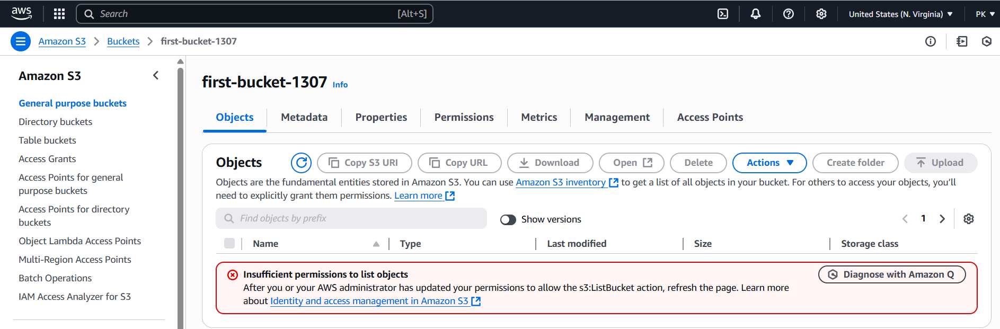 aws
Search
[Alt+S]
United States (N. Virginia)
PK
Amazon S3
Buckets
first-bucket-1307
Amazon S3
General purpose buckets
Directory buckets
Table buckets
Access Grants
Access Points for general
purpose buckets
Access Points for directory
buckets
Object Lambda Access Points
Multi-Region Access Points
Batch Operations
IAM Access Analyzer for S3
first-bucket-1307 Info
Objects
Metadata
Properties
Permissions
Metrics
Management
Access Points
Objects
Copy S3 URI
Copy URL
Download
Open
Delete
Actions
Create folder
Upload
Objects are the fundamental entities stored in Amazon S3. You can use Amazon S3 inventory to get a list of all objects in your bucket. For others to access your objects, you’ll
need to explicitly grant them permissions. Learn more
Find objects by prefix
Show versions
1
Name
Type
Last modified
Size
Storage class
Insufficient permissions to list objects
Diagnose with Amazon Q
After you or your AWS administrator has updated your permissions to allow the s3:ListBucket action, refresh the page. Learn more
about Identity and access management in Amazon S3